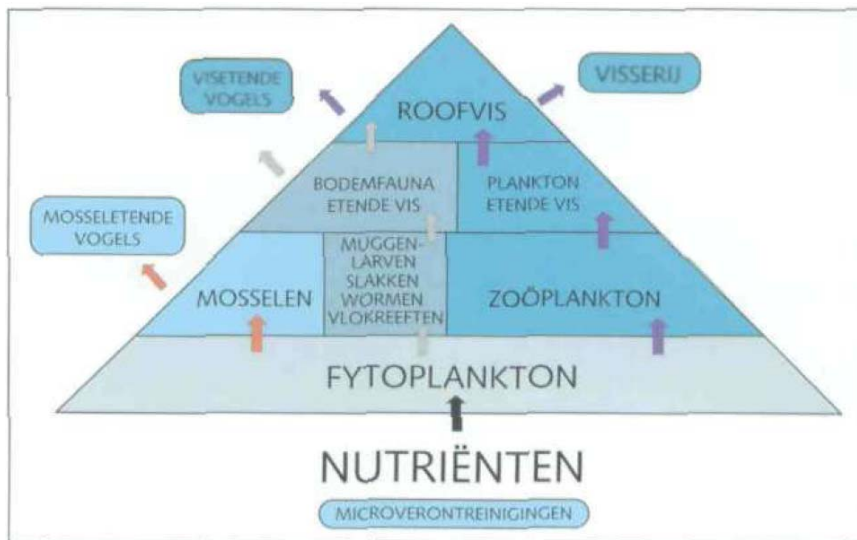 VISETENDE
VOGELS
VISSERIJ
ROOFVIS
BODEMFAUNA
ETENDE VIS
PLANKTON
ETENDE VIS
MOSSELETENDE
VOGELS
MOSSELEN
MUGGEN-
LARVEN
SLAKKEN
WORMEN
VLOKREEFTEN
ZOÖPLANKTON
FYTOPLANKTON
NUTRIËNTEN
MICROVERONTREINIGINGEN